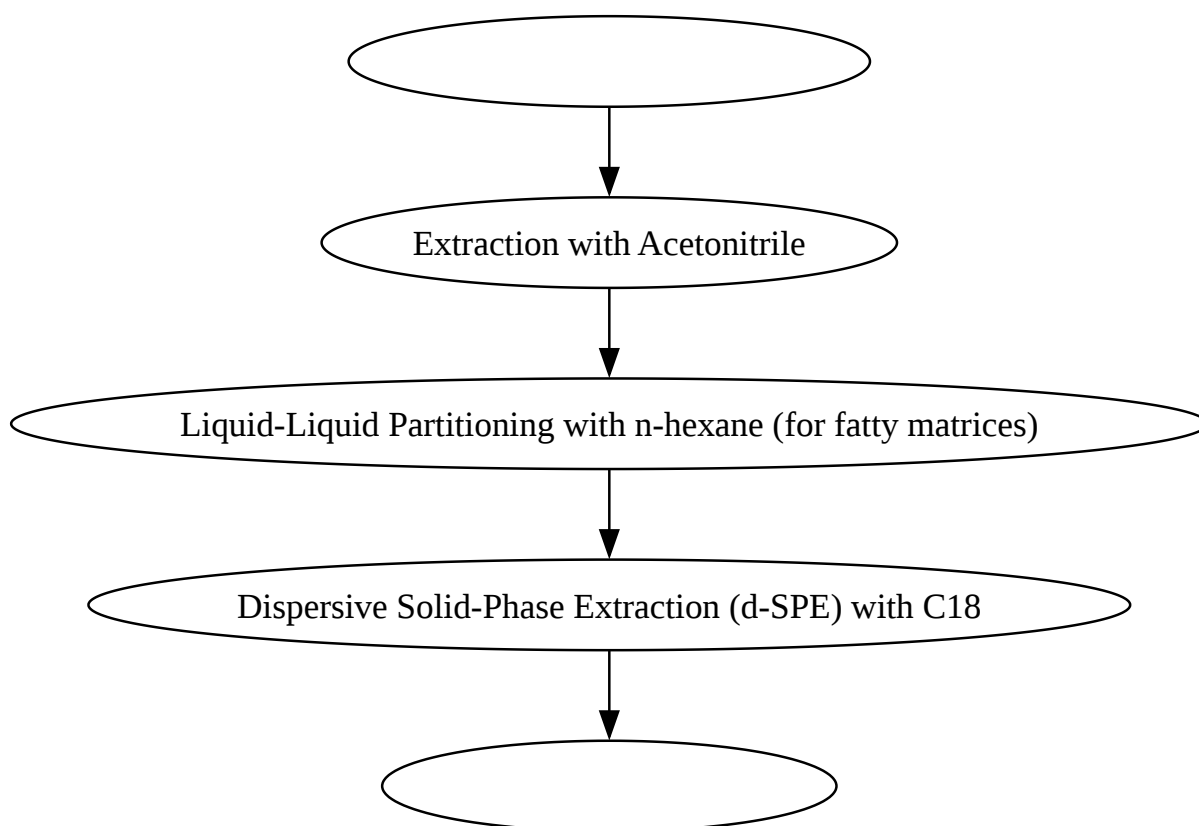 Extraction with Acetonitrile
Liquid-Liquid Partitioning with n-hexane (for fatty matrices)
Dispersive Solid-Phase Extraction (d-SPE) with C18